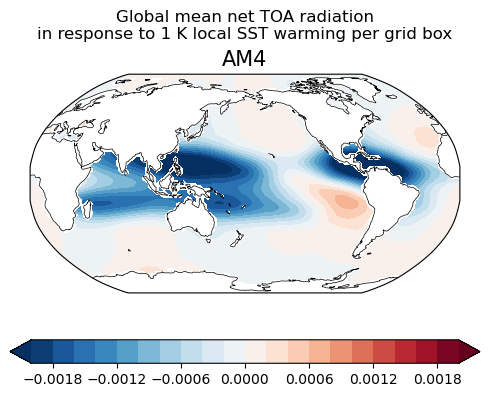 Global mean net TOA radiation
in response to 1 K local SST warming per grid box
AM4
−0.0018 −0.0012 −0.0006 0.0000 0.0006 0.0012 0.0018